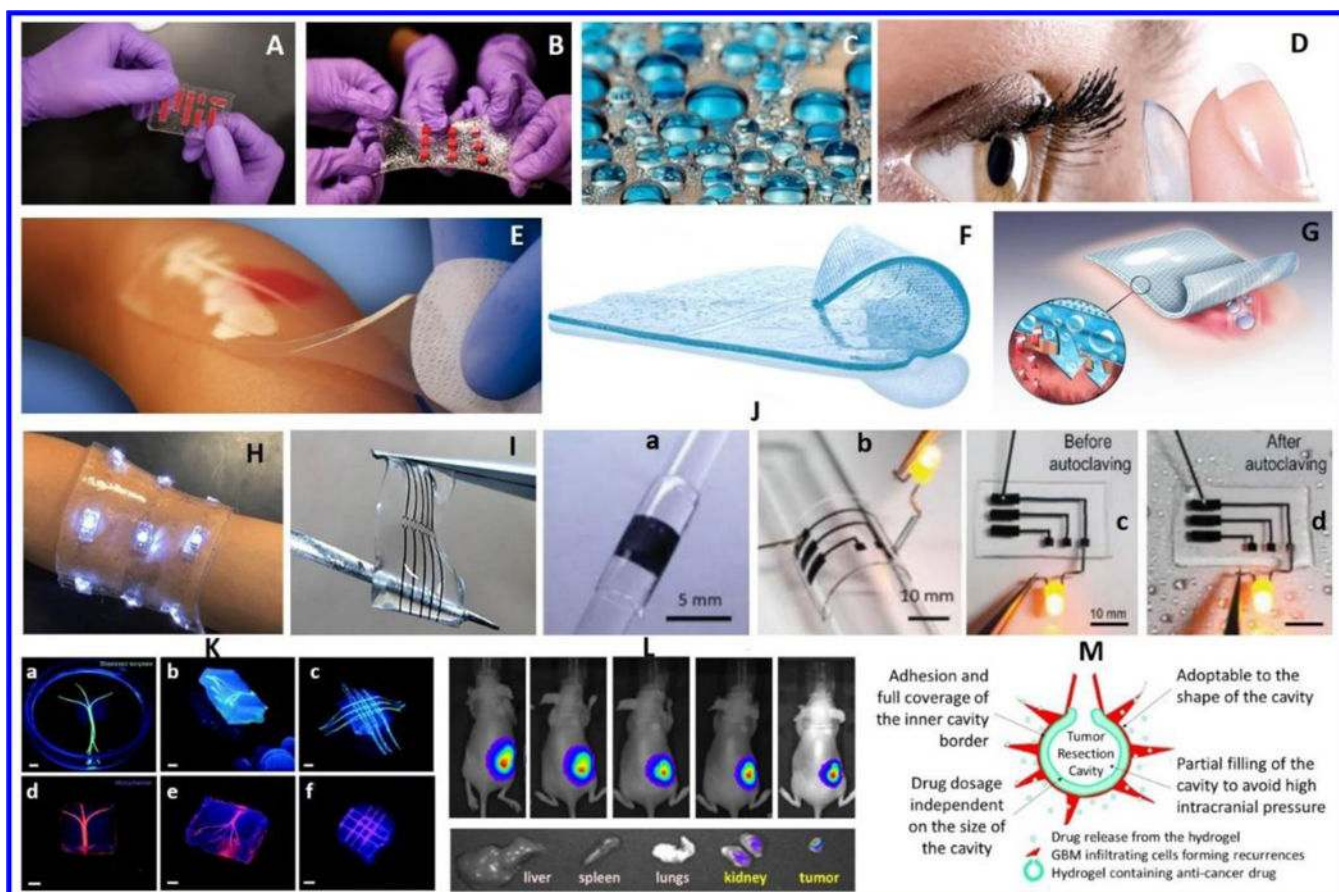 A
B
C
D
E
F
G
J
H
I
a
5 mm
b
10 mm
Before
autoclaving
c
10 mm
After
autoclaving
d
K
a
b
c
d
e
f
L
liver
spleen
lungs
kidney
tumor
M
Adhesion and
full coverage of
the inner cavity
border
Adoptable to
the shape of the
cavity
Tumor
Resection
Cavity
Drug dosage
independent
on the size of
the cavity
Partial filling of
the cavity to avoid high
intracranial pressure
Drug release from the hydrogel
GBM infiltrating cells forming recurrences
Hydrogel containing anti-cancer drug